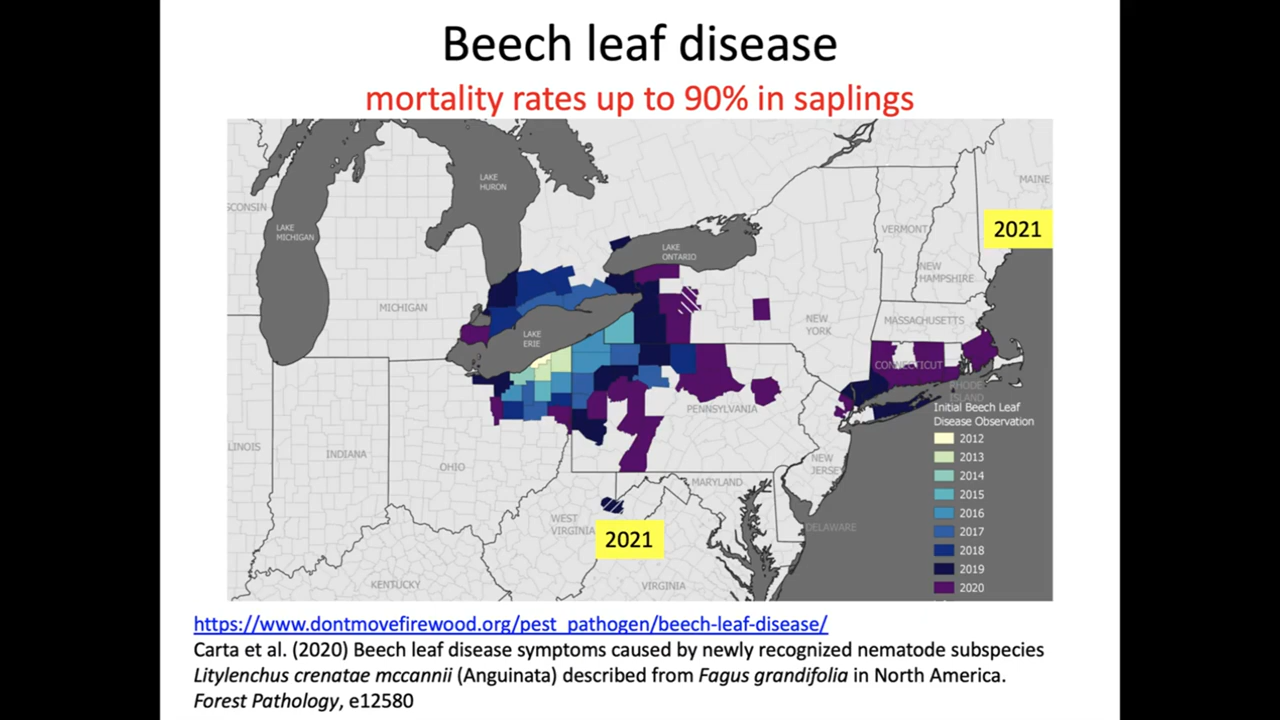 Beech leaf disease
mortality rates up to 90% in saplings
LAKE
HURON
MAINE
SCONSIN
LAKE
MICHIGAN
2021
VERMONT
LAKE
ONTARIO
NEW
HAMPSHIRE
MICHIGAN
NEW
YORK
MASSACHUSETTS
LAKE
ERIE
CONNECTICUT
RHODE
ISLAND
PENNSYLVANIA
Initial Beech Leaf
Disease Observation
2012
2013
2014
2015
2016
2017
2018
2019
2020
LINOIS
INDIANA
OHIO
NEW
JERSEY
MARYLAND
WEST
VIRGINIA
DELAWARE
2021
KENTUCKY
VIRGINIA
https://www.dontmovefirewood.org/pest_pathogen/beech-leaf-disease/
Carta et al. (2020) Beech leaf disease symptoms caused by newly recognized nematode subspecies
Litylenchus crenatae mccannii (Anguinata) described from Fagus grandifolia in North America.
Forest Pathology, e12580